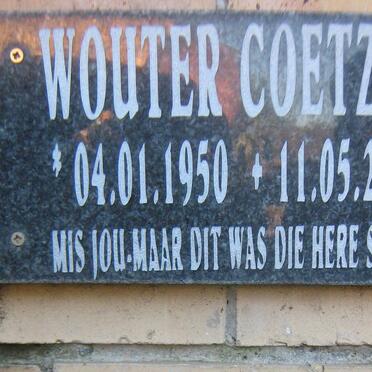 WOUTER COETZ
* 04.01.1950 + 11.05.2
MIS JOU-MAAR DIT WAS DIE HERE S